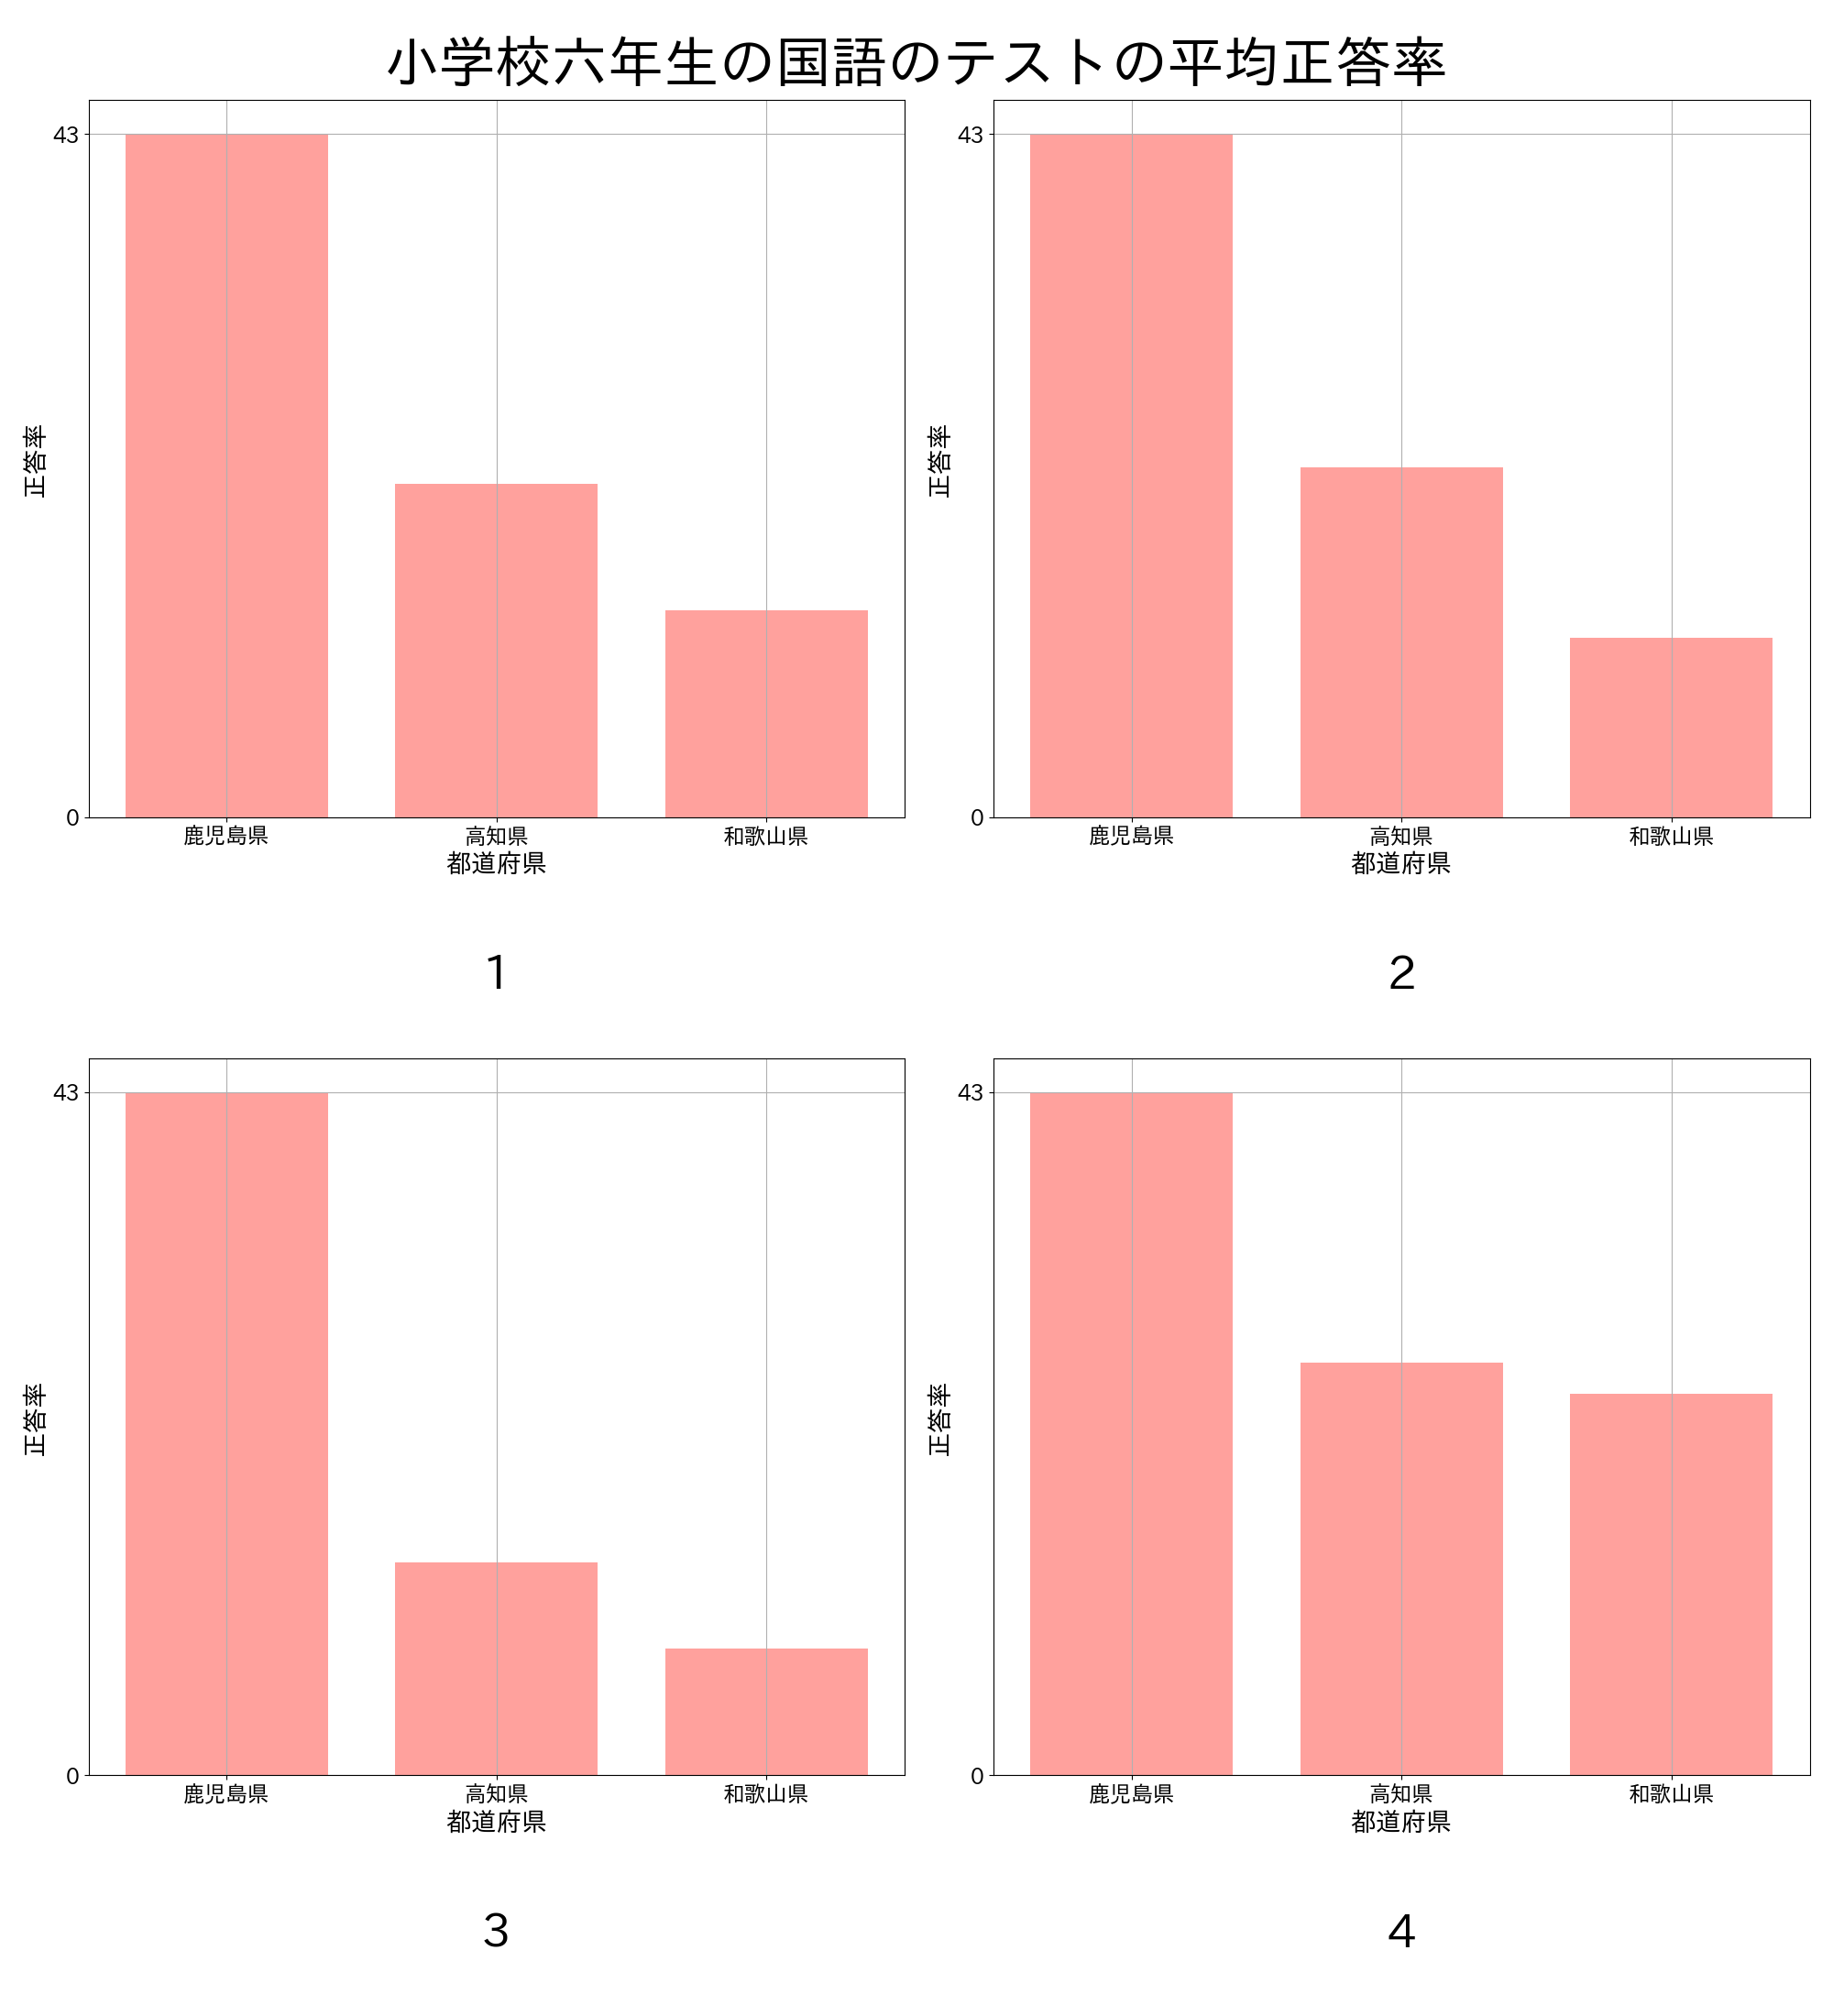 小学校六年生の国語のテストの平均正答率
43
正答率
0
鹿児島県 高知県 和歌山県
都道府県
1
43
正答率
0
鹿児島県 高知県 和歌山県
都道府県
2
43
正答率
0
鹿児島県 高知県 和歌山県
都道府県
3
43
正答率
0
鹿児島県 高知県 和歌山県
都道府県
4